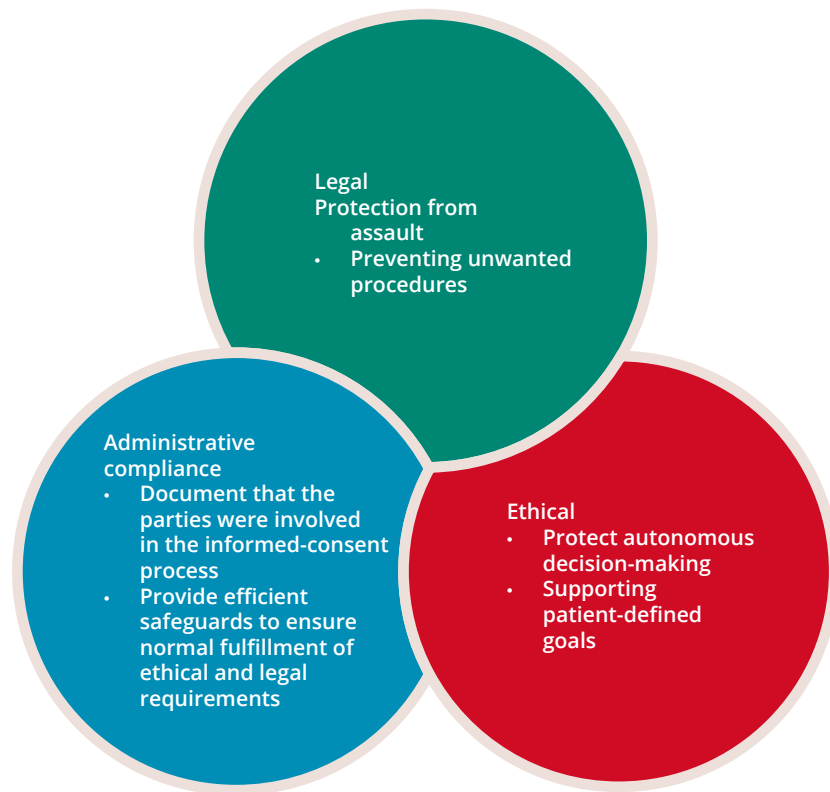 Legal
Protection from
assault
• Preventing unwanted
procedures
Administrative
compliance
• Document that the
parties were involved
in the informed-consent
process
• Provide efficient
safeguards to ensure
normal fulfillment of
ethical and legal
requirements
Ethical
• Protect autonomous
decision-making
• Supporting
patient-defined
goals